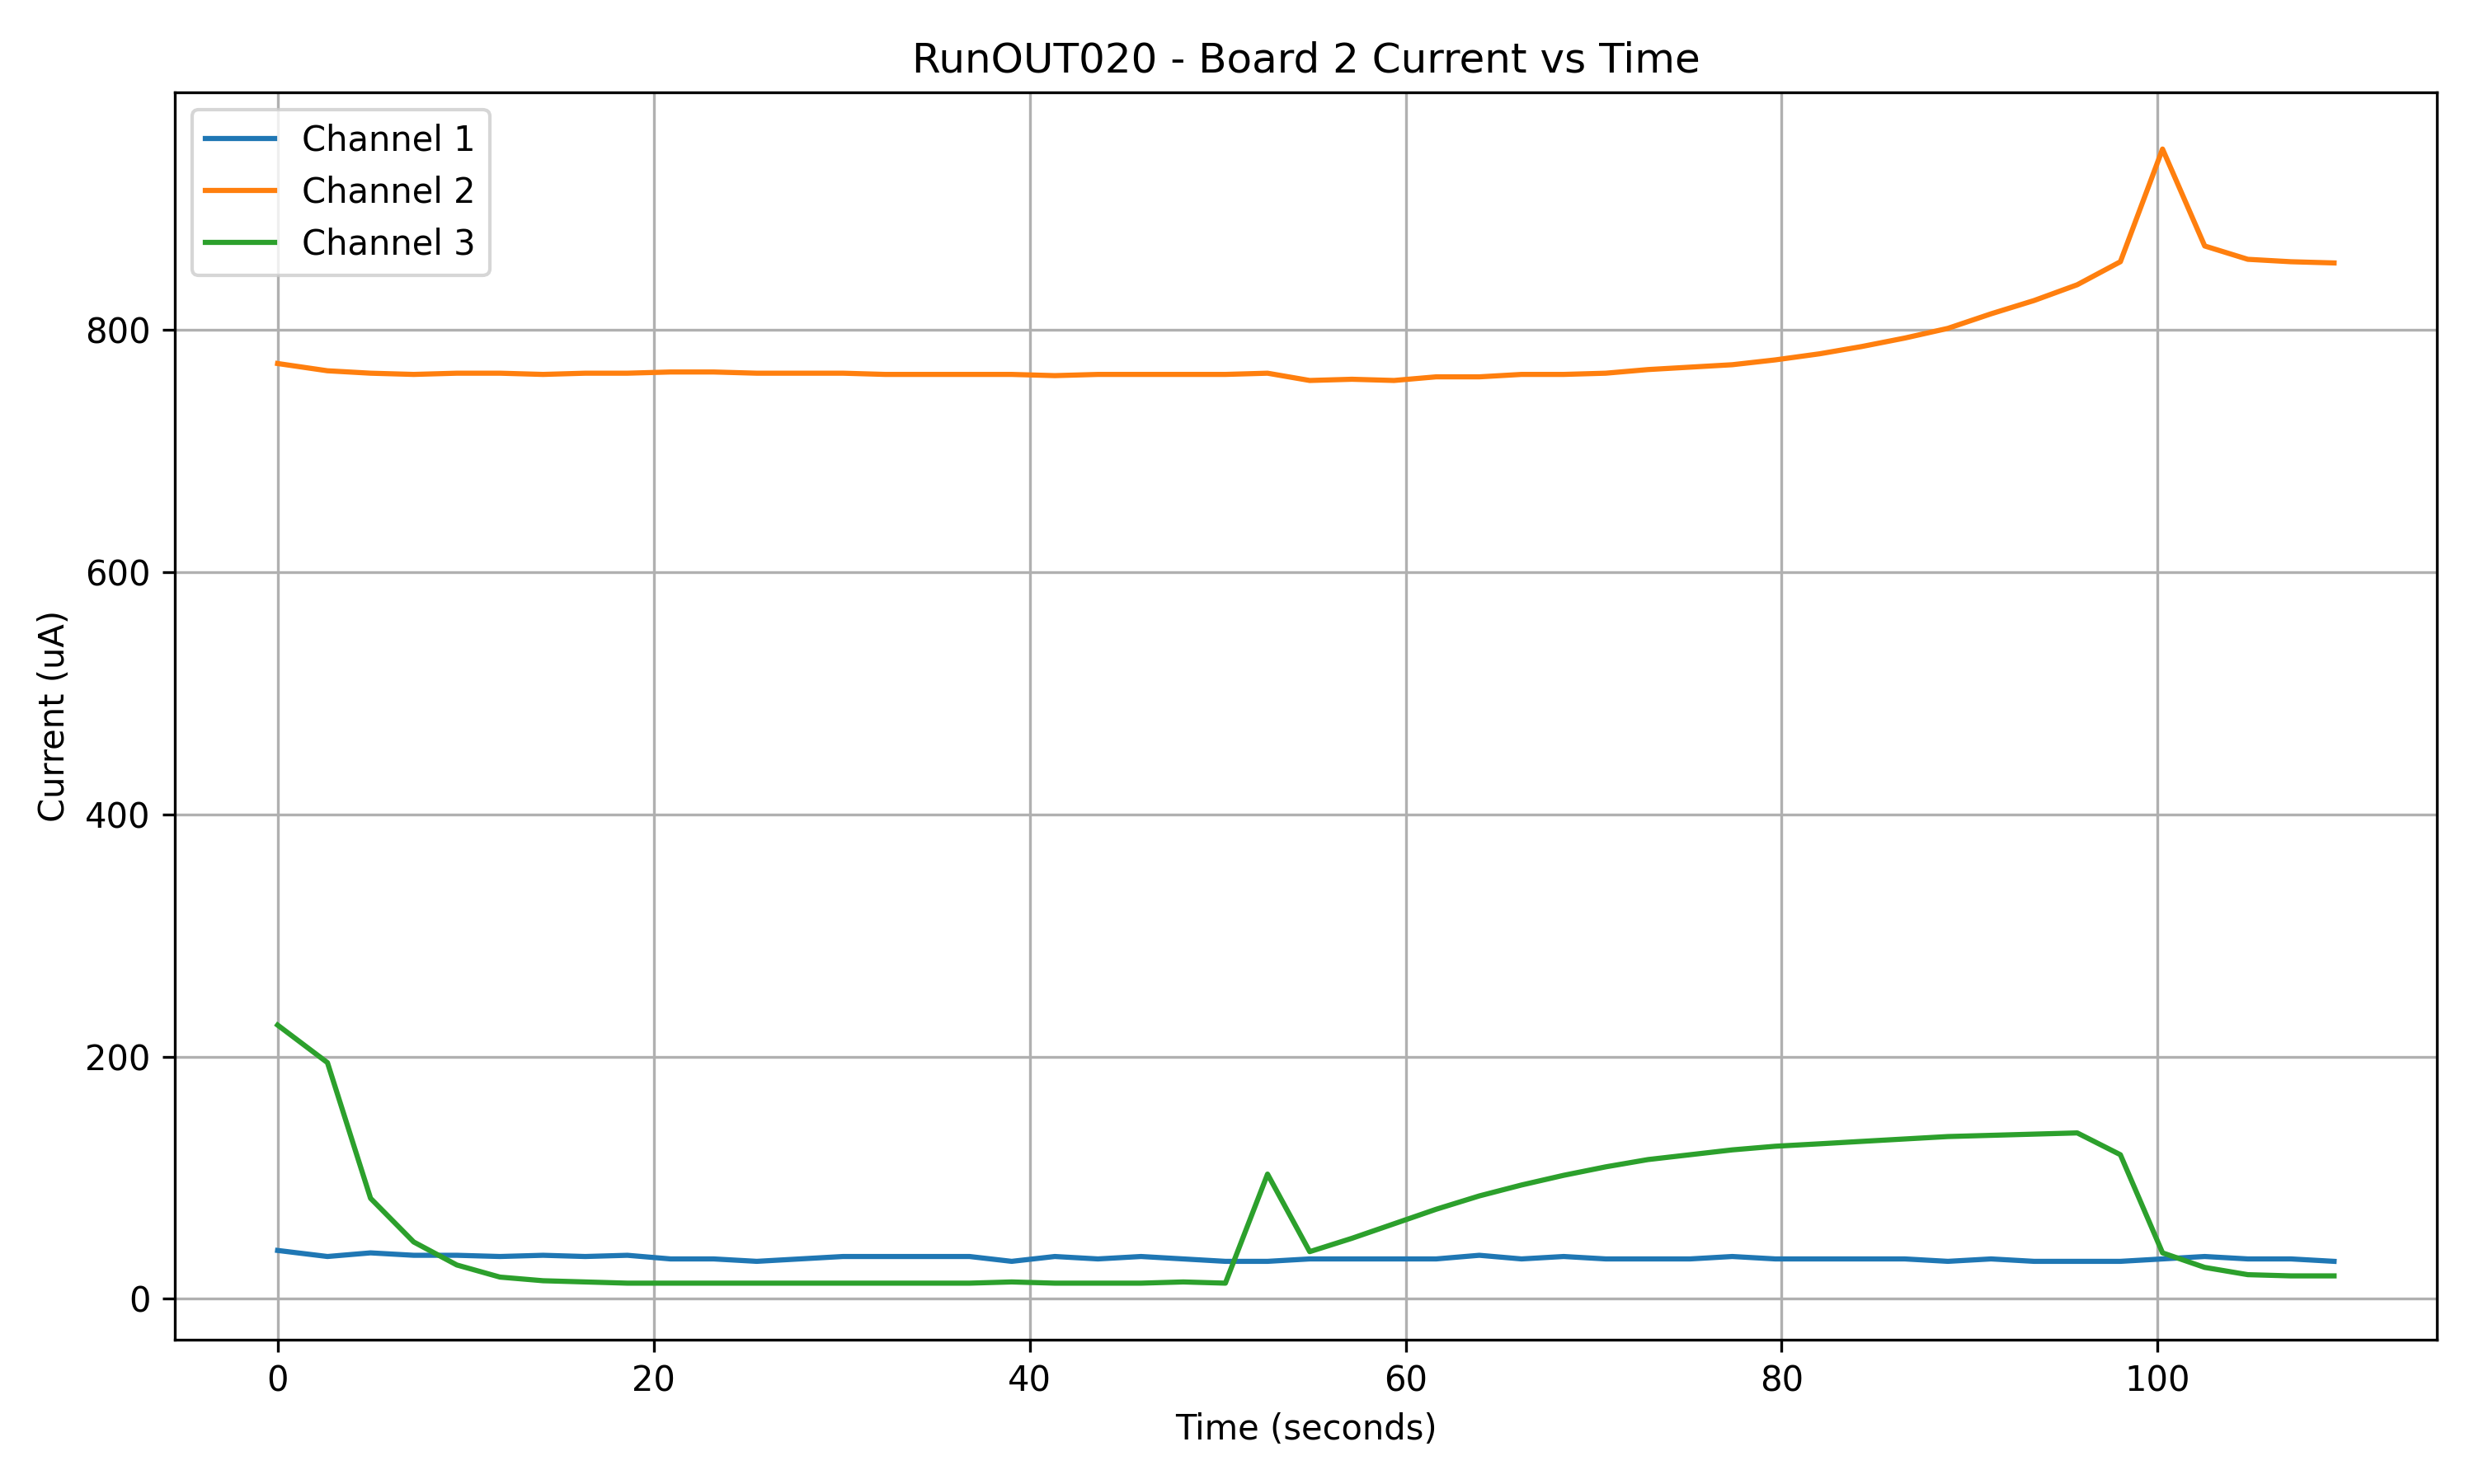 RunOUT020 - Board 2 Current vs Time
Channel 1
Channel 2
Channel 3
Current (uA)
800
600
400
200
0
0 20 40 60 80 100
Time (seconds)